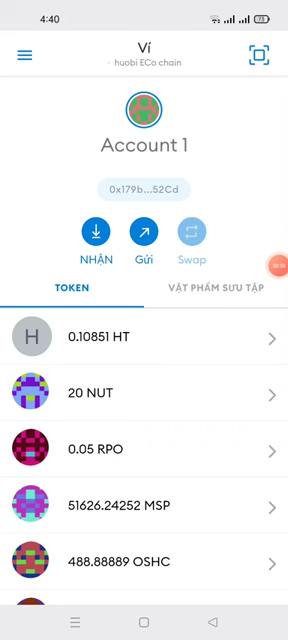 4:40
73
Ví
huobi ECo chain
Account 1
0x179b...52Cd
NHẬN
Gửi
Swap
TOKEN
VẬT PHẨM SƯU TẬP
H
0.10851 HT
20 NUT
0.05 RPO
51626.24252 MSP
488.88889 OSHC